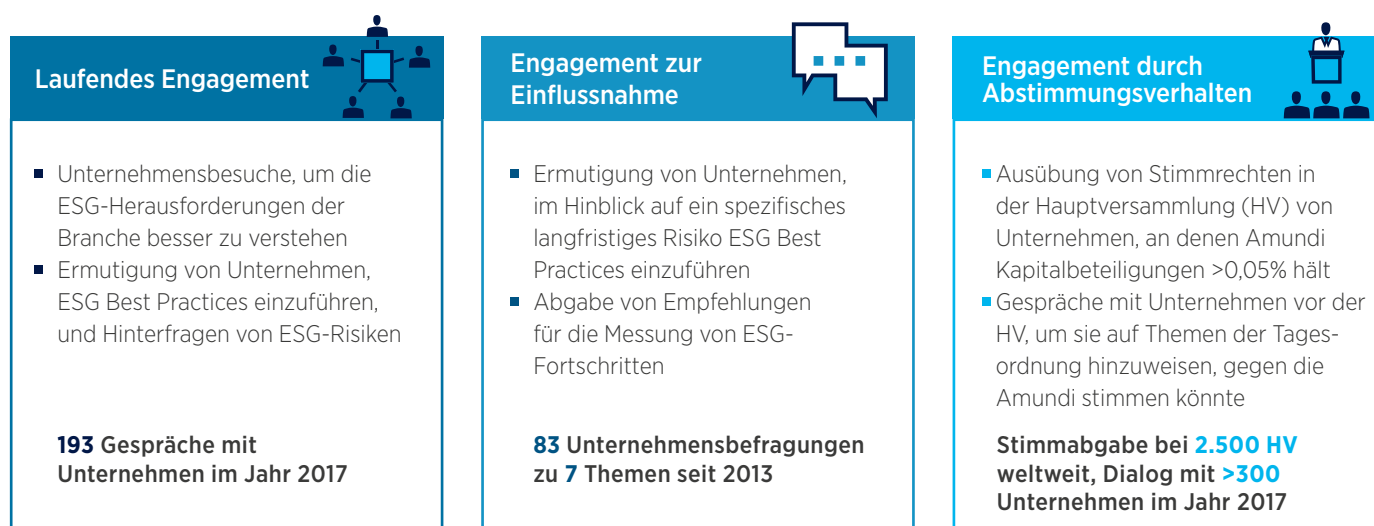 Laufendes Engagement
▪ Unternehmensbesuche, um die
ESG-Herausforderungen der
Branche besser zu verstehen
▪ Ermutigung von Unternehmen,
ESG Best Practices einzuführen,
und Hinterfragen von ESG-Risiken
193 Gespräche mit
Unternehmen im Jahr 2017
Engagement zur
Einflussnahme
▪ Ermutigung von Unternehmen,
im Hinblick auf ein spezifisches
langfristiges Risiko ESG Best
Practices einzuführen
▪ Abgabe von Empfehlungen
für die Messung von ESG-
Fortschritten
83 Unternehmensbefragungen
zu 7 Themen seit 2013
Engagement durch
Abstimmungsverhalten
▪ Ausübung von Stimmrechten in
der Hauptversammlung (HV) von
Unternehmen, an denen Amundi
Kapitalbeteiligungen >0,05% hält
▪ Gespräche mit Unternehmen vor der
HV, um sie auf Themen der Tages-
ordnung hinzuweisen, gegen die
Amundi stimmen könnte
Stimmabgabe bei 2.500 HV
weltweit, Dialog mit >300
Unternehmen im Jahr 2017